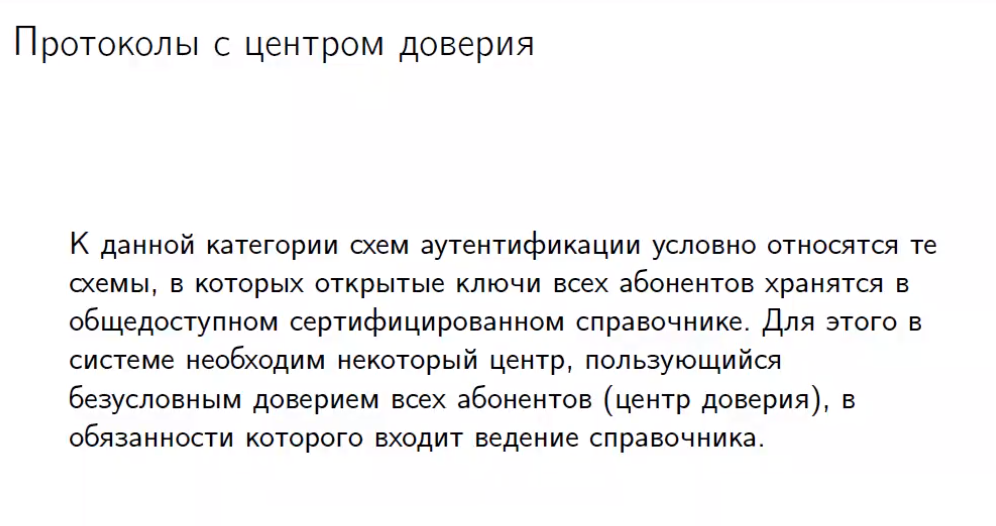 Протоколы с центром доверия
К данной категории схем аутентификации условно относятся те
схемы, в которых открытые ключи всех абонентов хранятся в
общедоступном сертифицированном справочнике. Для этого в
системе необходим некоторый центр, пользующийся
безусловным доверием всех абонентов (центр доверия), в
обязанности которого входит ведение справочника.